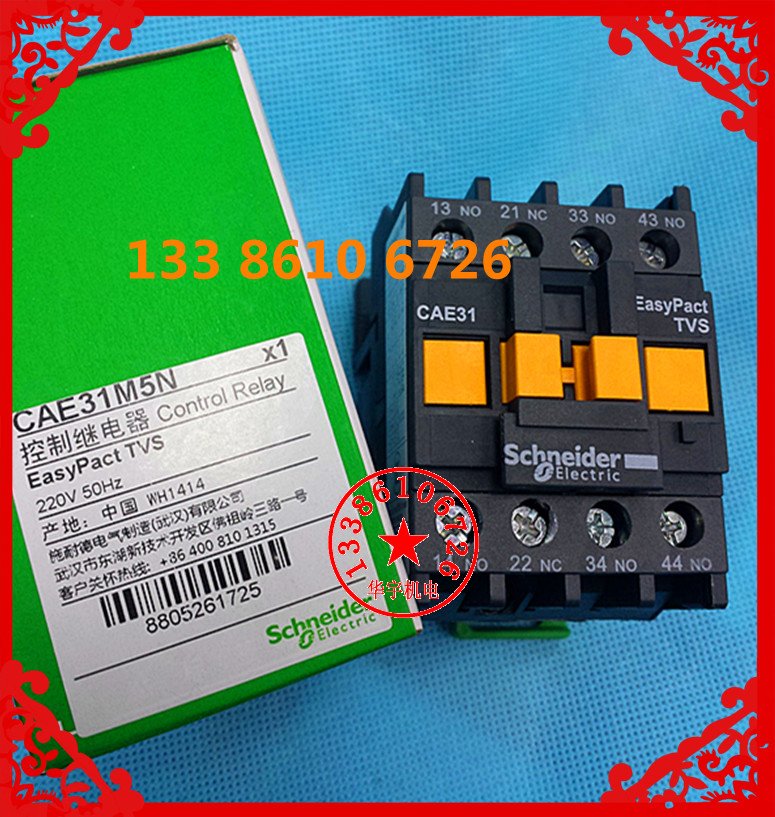 13 NO 21 NC 33 NO 43 NO
133 8610 6726
CAE31
EasyPact
TVS
Schneider
Electric
14 NO 22 NC 34 NO 44 NO
x1
CAE31M5N
控制继电器 Control Relay
EasyPact TVS
220V 50Hz
产地: 中国 WH1414
施耐德电气制造(武汉)有限公司
武汉市东湖新技术开发区佛祖岭三路一号
客户关怀热线: +36 400 810 1315
8805261725
Schneider
Electric
13386106726
华宁机电